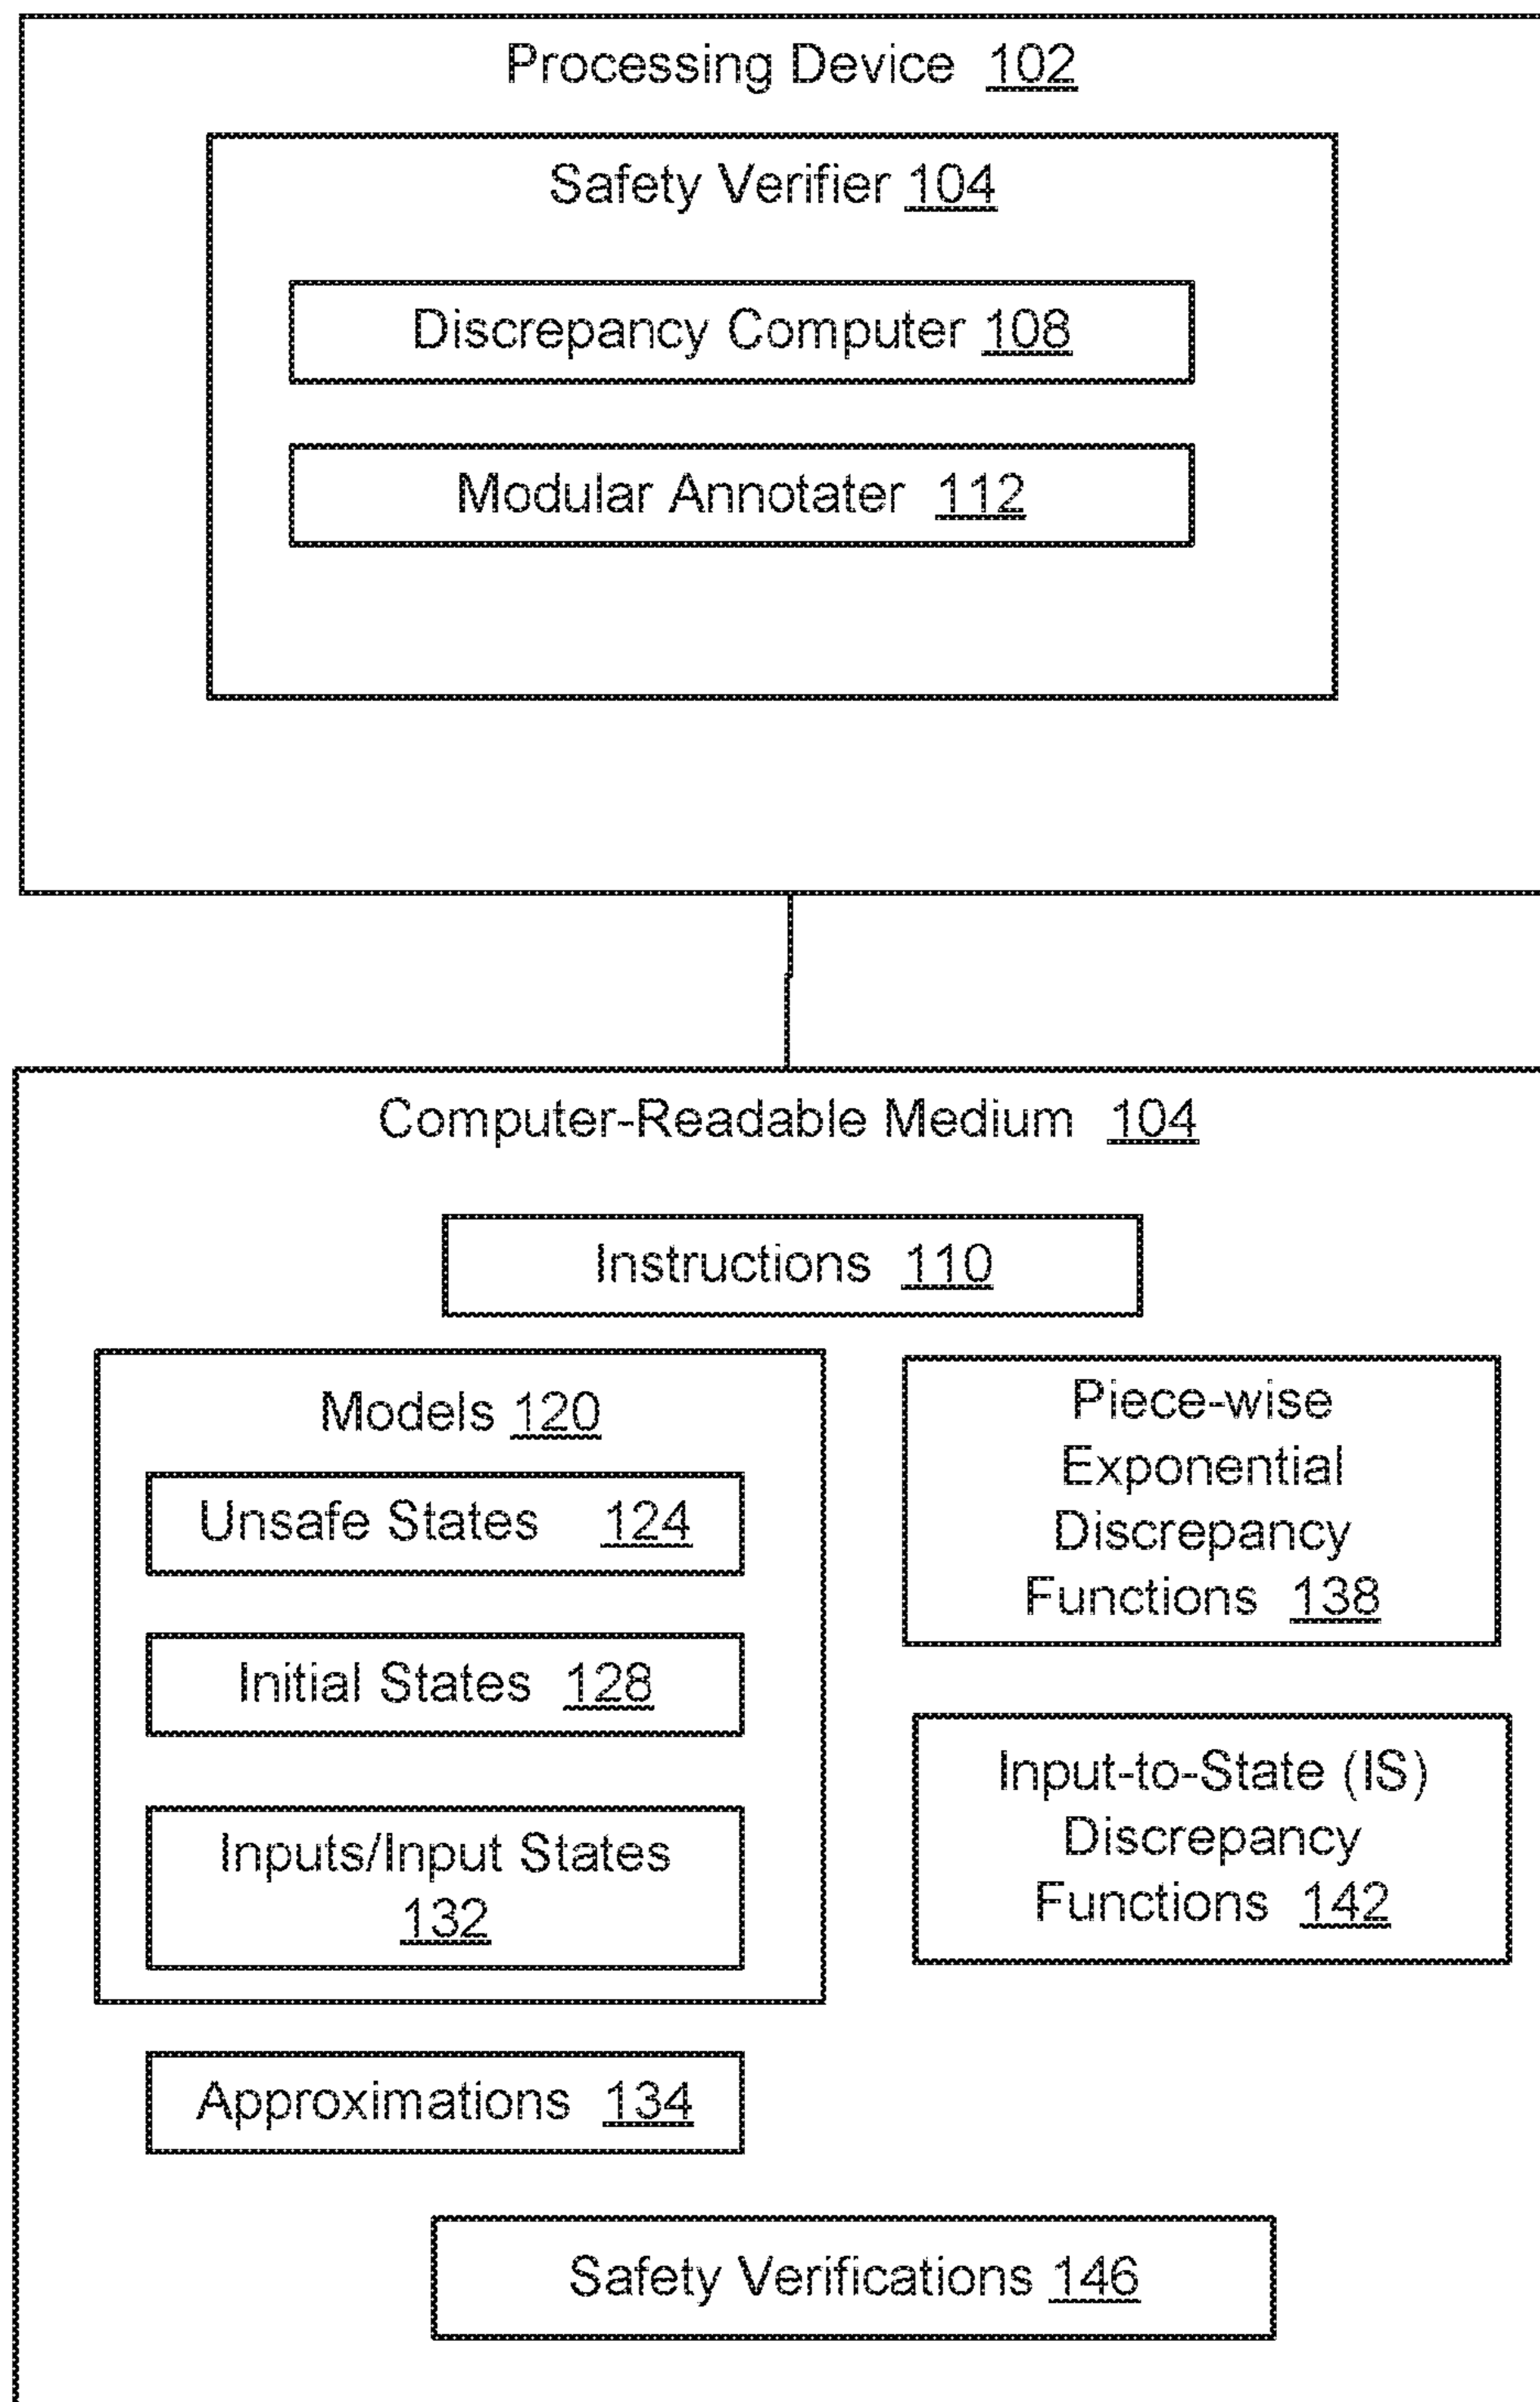 Processing Device 102
Safety Verifier 104
Discrepancy Computer 108
Modular Annotater 112
Computer-Readable Medium 104
Instructions 110
Models 120
Unsafe States 124
Initial States 128
Inputs/Input States
132
Piece-wise
Exponential
Discrepancy
Functions 138
Input-to-State (IS)
Discrepancy
Functions 142
Approximations 134
Safety Verifications 146